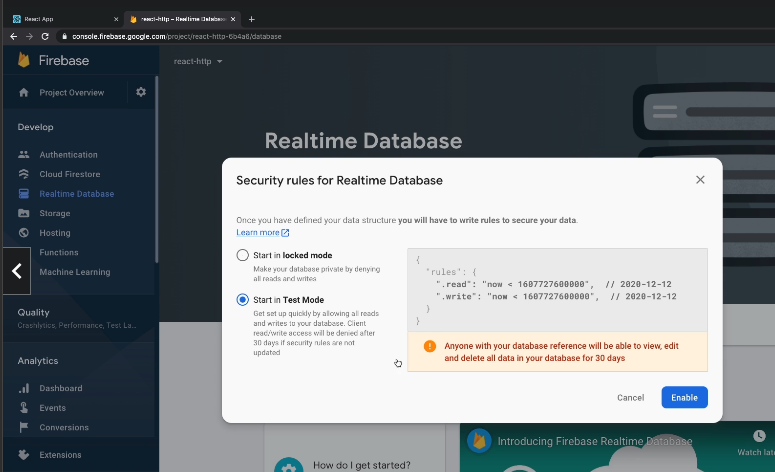 React App
react-http – Realtime Database
console.firebase.google.com/project/react-http-6b4a6/database
Firebase
react-http
Project Overview
Develop
Authentication
Cloud Firestore
Realtime Database
Storage
Hosting
Functions
Machine Learning
Quality
Crashlytics, Performance, Test La...
Analytics
Dashboard
Events
Conversions
Extensions
Realtime Database
Security rules for Realtime Database
Once you have defined your data structure you will have to write rules to secure your data.
Learn more
Start in locked mode
Make your database private by denying
all reads and writes
Start in Test Mode
Get set up quickly by allowing all reads
and writes to your database. Client
read/write access will be denied after
30 days if security rules are not
updated
{
"rules": {
".read": "now < 1607727600000", // 2020-12-12
".write": "now < 1607727600000", // 2020-12-12
}
}
Anyone with your database reference will be able to view, edit
and delete all data in your database for 30 days
Cancel
Enable
How do I get started?
Introducing Firebase Realtime Database
Watch